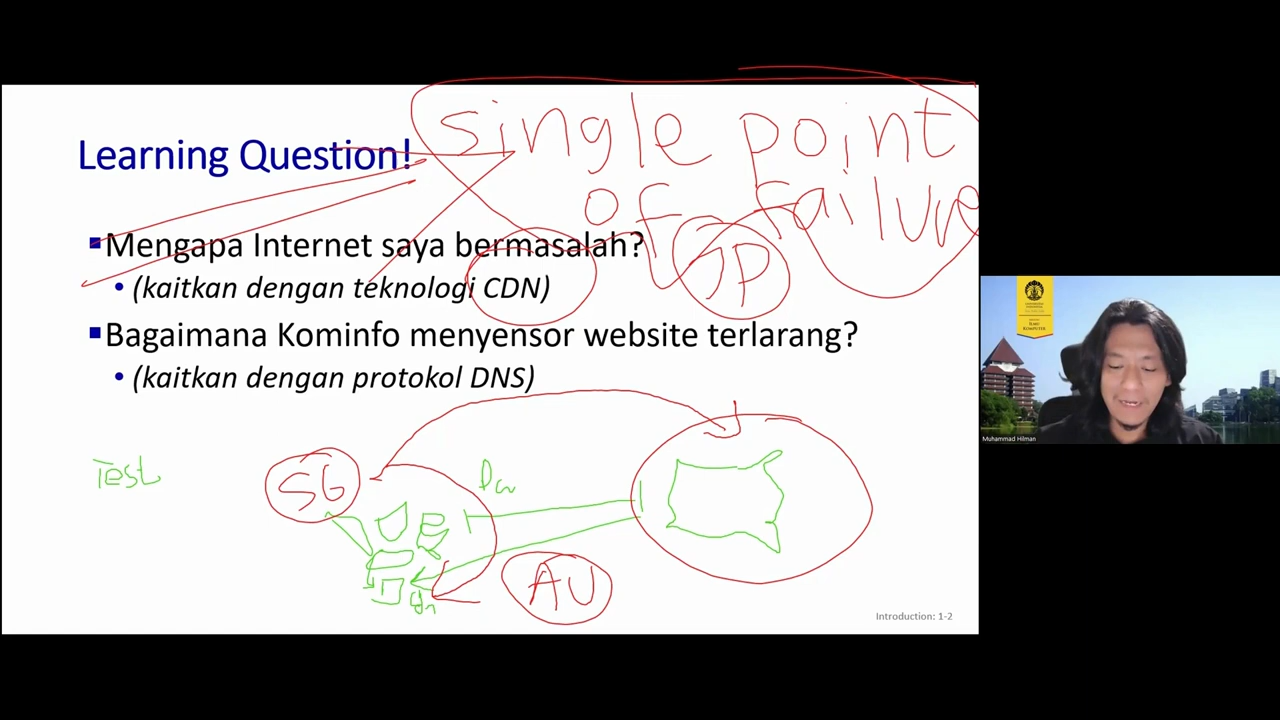 single point
Learning Question!
of failure
▪Mengapa Internet saya bermasalah?
JP
• (kaitkan dengan teknologi CDN)
▪Bagaimana Kominfo menyensor website terlarang?
• (kaitkan dengan protokol DNS)
Test
SG
AU
Introduction: 1-2
Muhammad Hilman